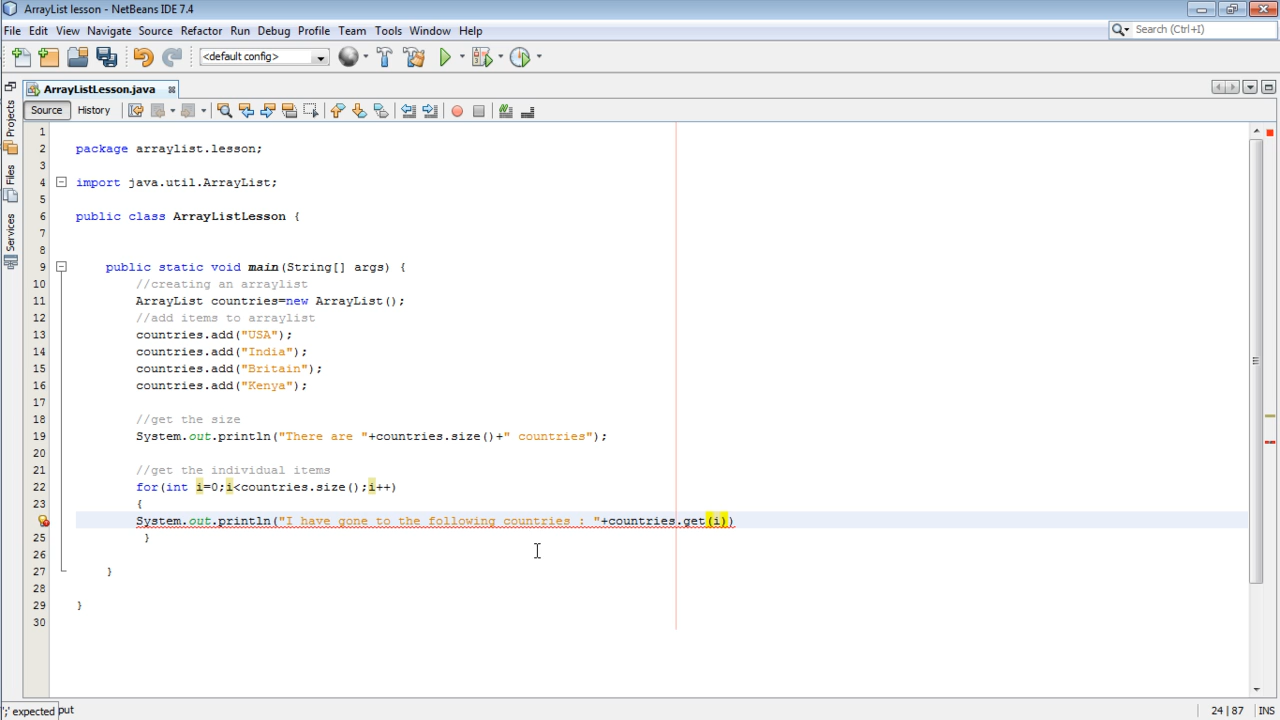 ArrayList lesson - NetBeans IDE 7.4
File Edit View Navigate Source Refactor Run Debug Profile Team Tools Window Help
Search (Ctrl+I)
<default config>
ArrayListLesson.java
Source History
Projects
Files
Services
1
2 package arraylist.lesson;
3
4 import java.util.ArrayList;
5
6 public class ArrayListLesson {
7
8
9 public static void main(String[] args) {
10 //creating an arraylist
11 ArrayList countries=new ArrayList();
12 //add items to arraylist
13 countries.add("USA");
14 countries.add("India");
15 countries.add("Britain");
16 countries.add("Kenya");
17
18 //get the size
19 System.out.println("There are "+countries.size()+" countries");
20
21 //get the individual items
22 for(int i=0;i<countries.size();i++)
23 {
System.out.println("I have gone to the following countries : "+countries.get(i))
25 }
26
27 }
28
29 }
30
';' expected put
24 | 87 INS